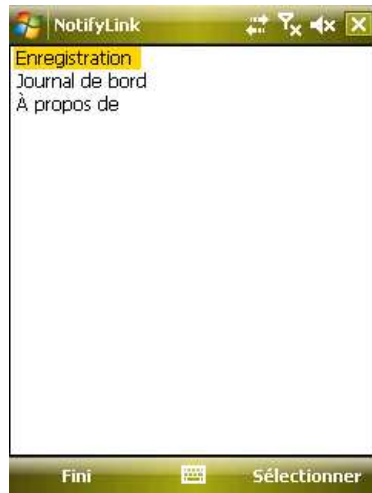 NotifyLink
Enregistration
Journal de bord
À propos de
Fini
Sélectionner